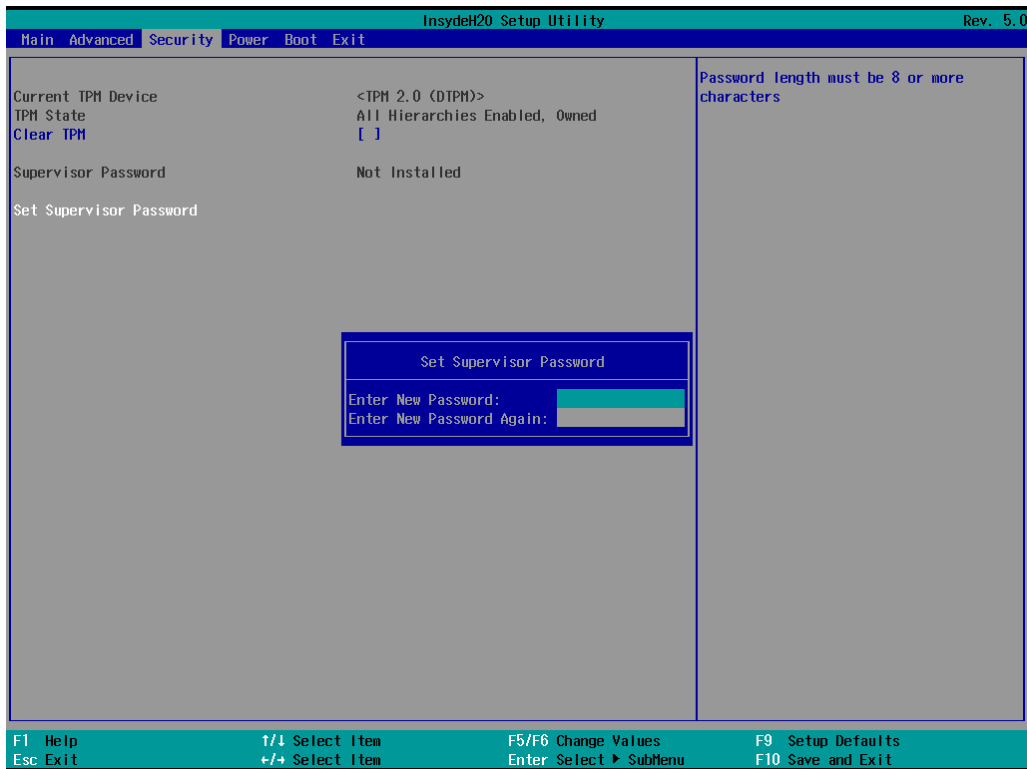 InsydeH20 Setup Utility Rev. 5.0
Main Advanced Security Power Boot Exit
Password length must be 8 or more
characters
Current TPM Device <TPM 2.0 (DTPM)>
TPM State All Hierarchies Enabled, Owned
Clear TPM [ ]
Supervisor Password Not Installed
Set Supervisor Password
Set Supervisor Password
Enter New Password:
Enter New Password Again:
F1 Help ↑/↓ Select Item F5/F6 Change Values F9 Setup Defaults
Esc Exit ←/→ Select Item Enter Select ▶ SubMenu F10 Save and Exit